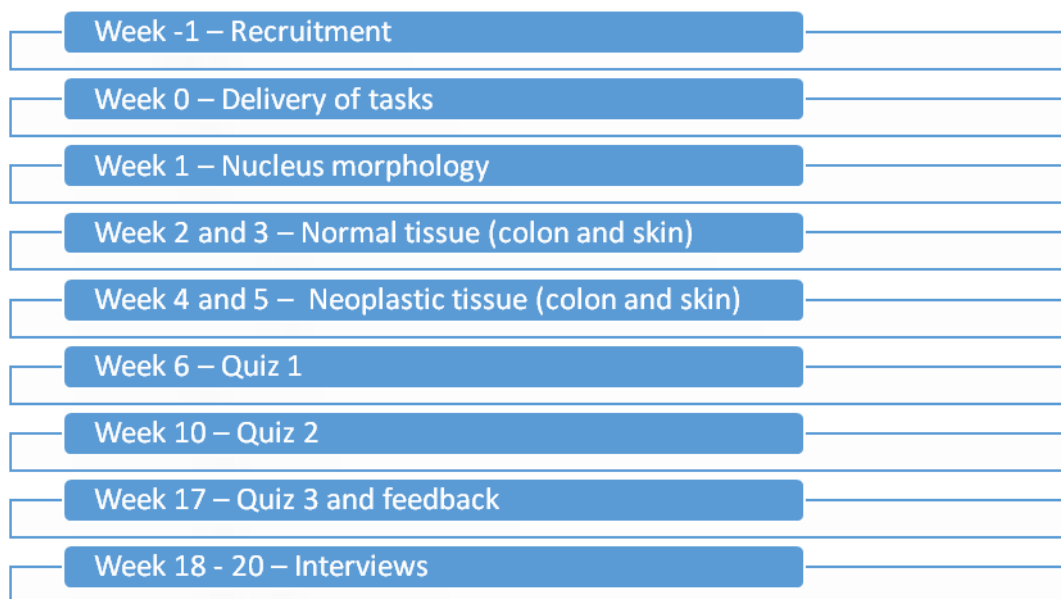 Week -1 – Recruitment
Week 0 – Delivery of tasks
Week 1 – Nucleus morphology
Week 2 and 3 – Normal tissue (colon and skin)
Week 4 and 5 –  Neoplastic tissue (colon and skin)
Week 6 – Quiz 1
Week 10 – Quiz 2
Week 17 – Quiz 3 and feedback
Week 18 - 20 – Interviews